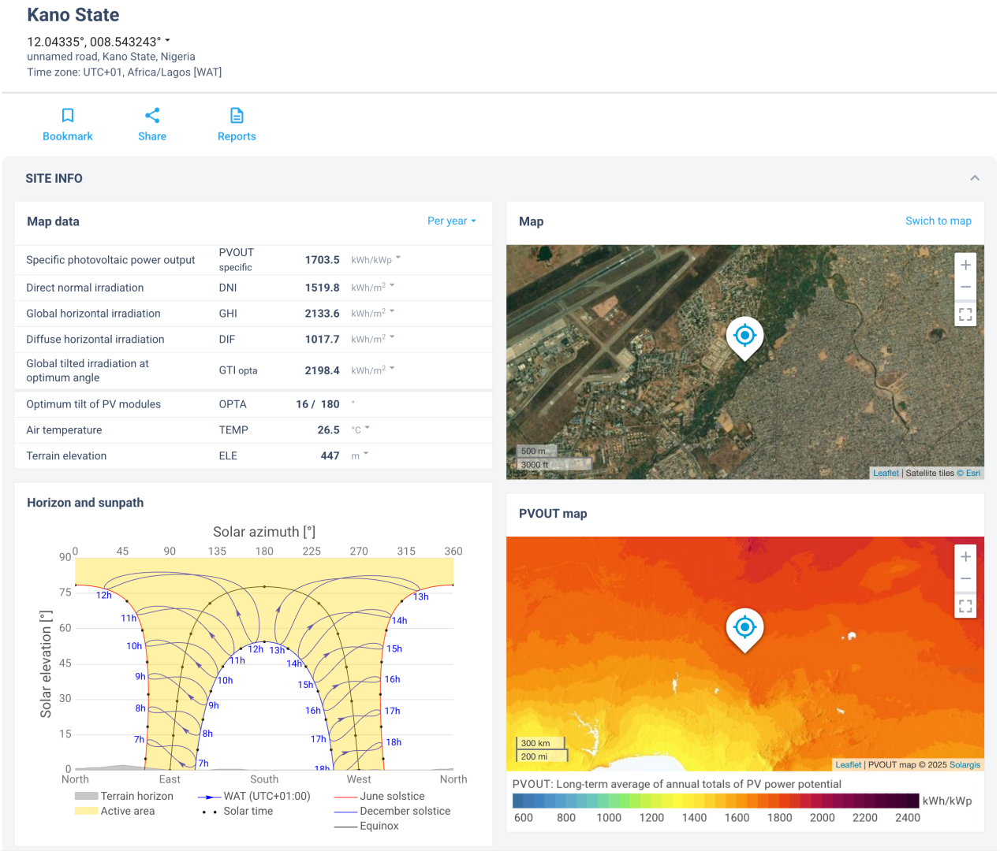 Kano State
12.04335°, 008.543243°
unnamed road, Kano State, Nigeria
Time zone: UTC+01, Africa/Lagos [WAT]
Bookmark
Share
Reports
SITE INFO
Map data
Per year
Specific photovoltaic power output PVOUT specific 1703.5 kWh/kWp
Direct normal irradiation DNI 1519.8 kWh/m²
Global horizontal irradiation GHI 2133.6 kWh/m²
Diffuse horizontal irradiation DIF 1017.7 kWh/m²
Global tilted irradiation at
optimum angle GTI opta 2198.4 kWh/m²
Optimum tilt of PV modules OPTA 16 / 180 °
Air temperature TEMP 26.5 °C
Terrain elevation ELE 447 m
Map
Swich to map
+
−
500 m
3000 ft
Leaflet | Satellite tiles © Esri
Horizon and sunpath
Solar azimuth [°]
0 45 90 135 180 225 270 315 360
Solar elevation [°]
90
75
60
45
30
15
0
12h
11h
10h
9h
8h
7h
12h
11h
10h
9h
8h
7h
13h
14h
15h
16h
17h
18h
13h
14h
15h
16h
17h
18h
North East South West North
Terrain horizon
Active area
WAT (UTC+01:00)
Solar time
June solstice
December solstice
Equinox
PVOUT map
+
−
300 km
200 mi
Leaflet | PVOUT map © 2025 Solargis
PVOUT: Long-term average of annual totals of PV power potential
kWh/kWp
600 800 1000 1200 1400 1600 1800 2000 2200 2400